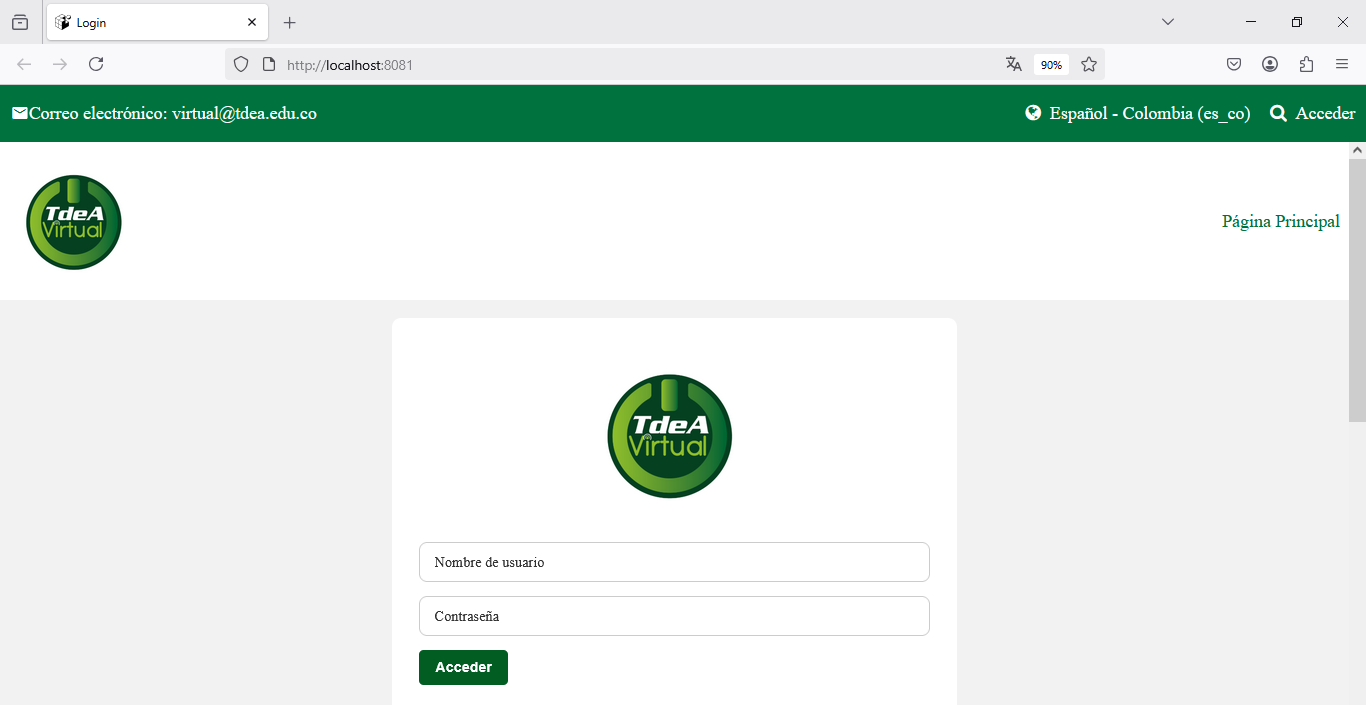 Login
http://localhost:8081
90%
Correo electrónico: virtual@tdea.edu.co
Español - Colombia (es_co)
Acceder
TdeA
Virtual
Página Principal
TdeA
Virtual
Nombre de usuario
Contraseña
Acceder